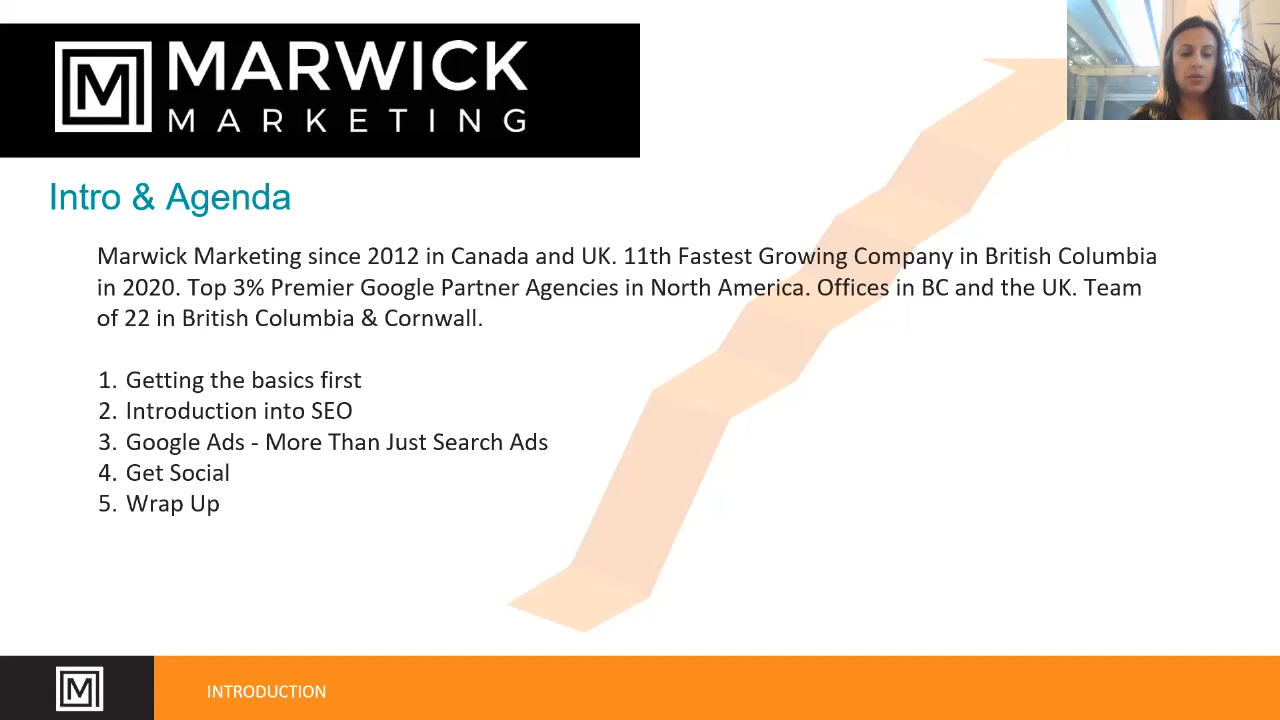 MARWICK
MARKETING
Intro & Agenda
Marwick Marketing since 2012 in Canada and UK. 11th Fastest Growing Company in British Columbia
in 2020. Top 3% Premier Google Partner Agencies in North America. Offices in BC and the UK. Team
of 22 in British Columbia & Cornwall.
1. Getting the basics first
2. Introduction into SEO
3. Google Ads - More Than Just Search Ads
4. Get Social
5. Wrap Up
INTRODUCTION